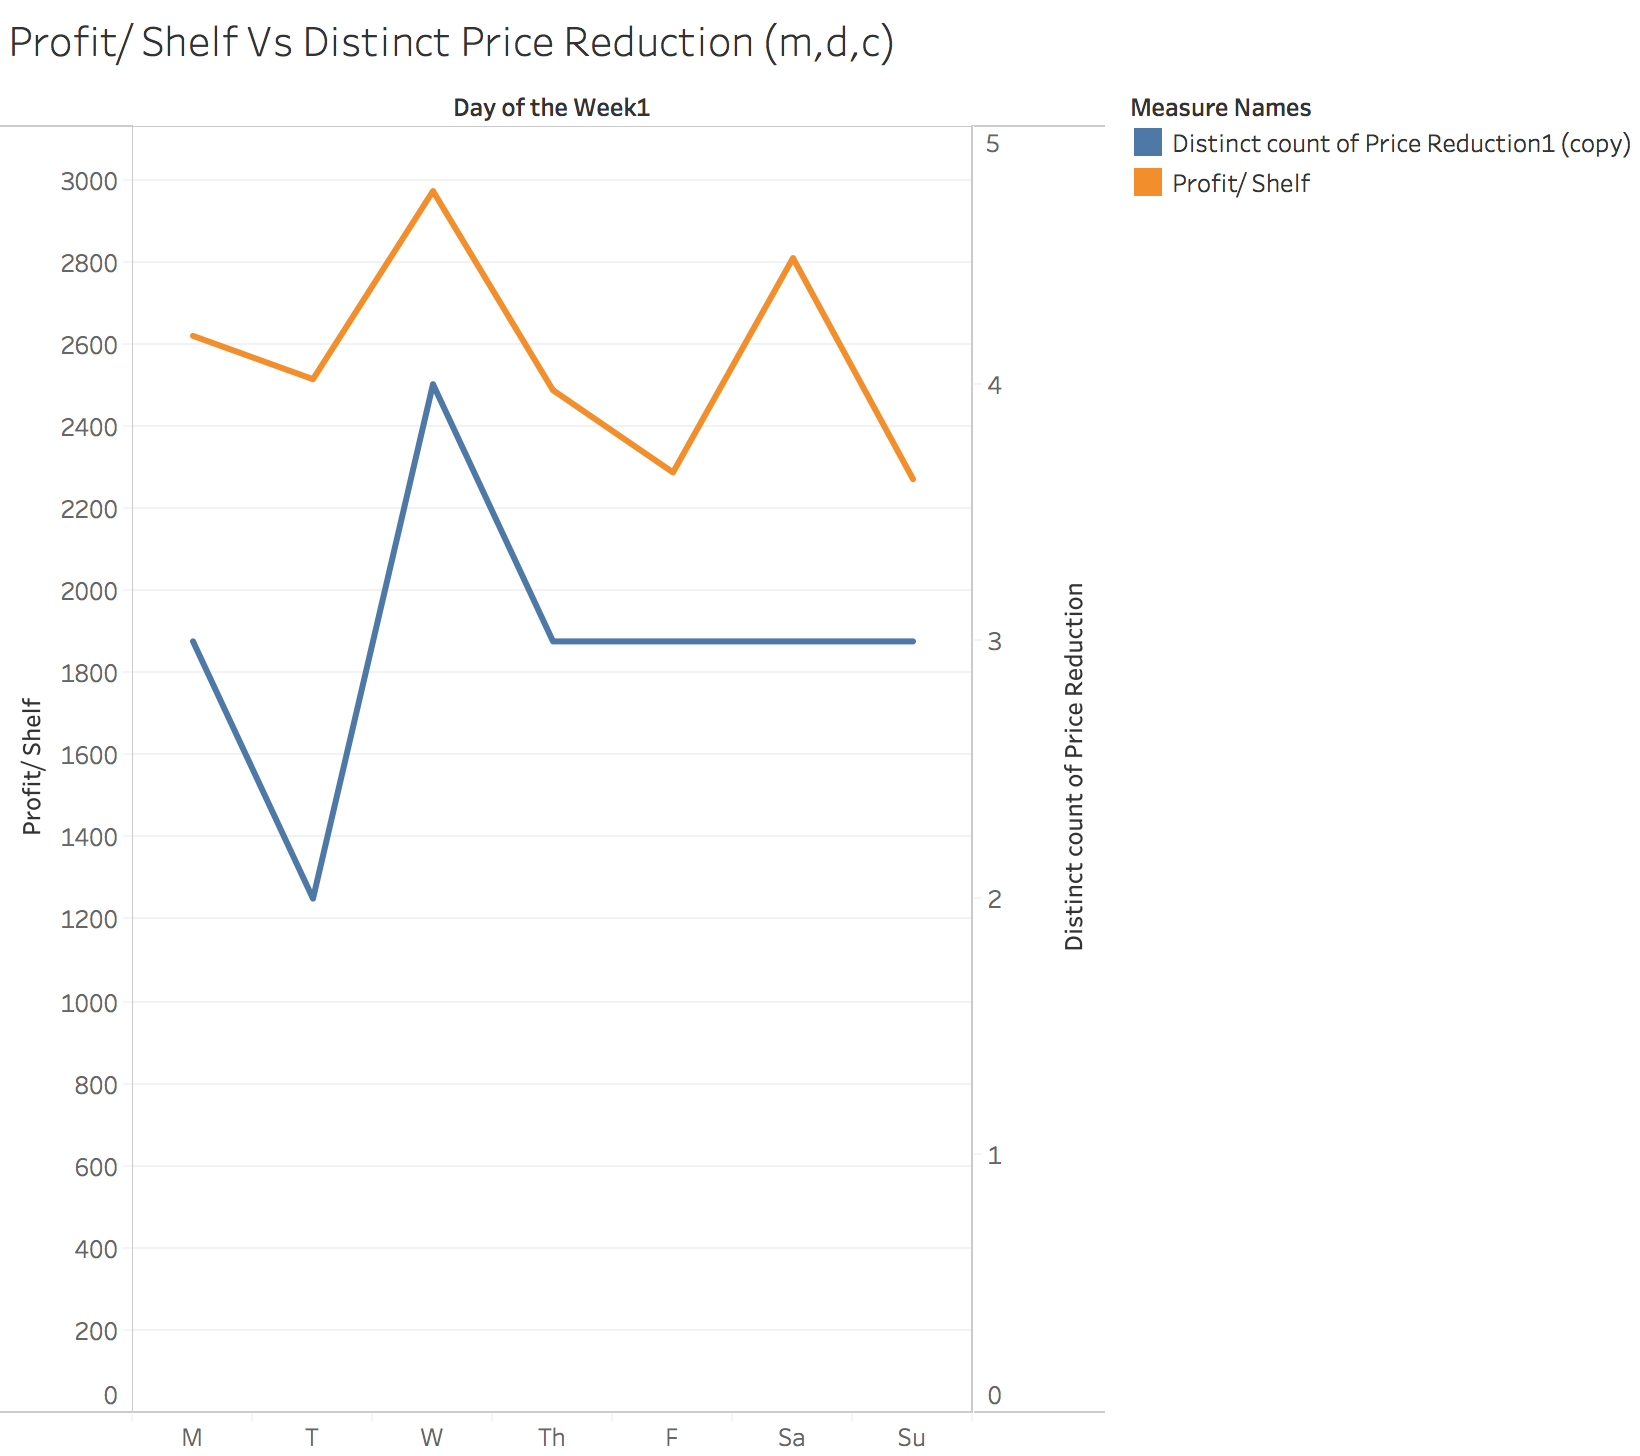 Profit/ Shelf Vs Distinct Price Reduction (m,d,c)
Day of the Week1
Measure Names
Distinct count of Price Reduction1 (copy)
Profit/ Shelf
3000
2800
2600
2400
2200
2000
1800
1600
1400
1200
1000
800
600
400
200
0
Profit/ Shelf
5
4
3
2
1
0
Distinct count of Price Reduction
M T W Th F Sa Su